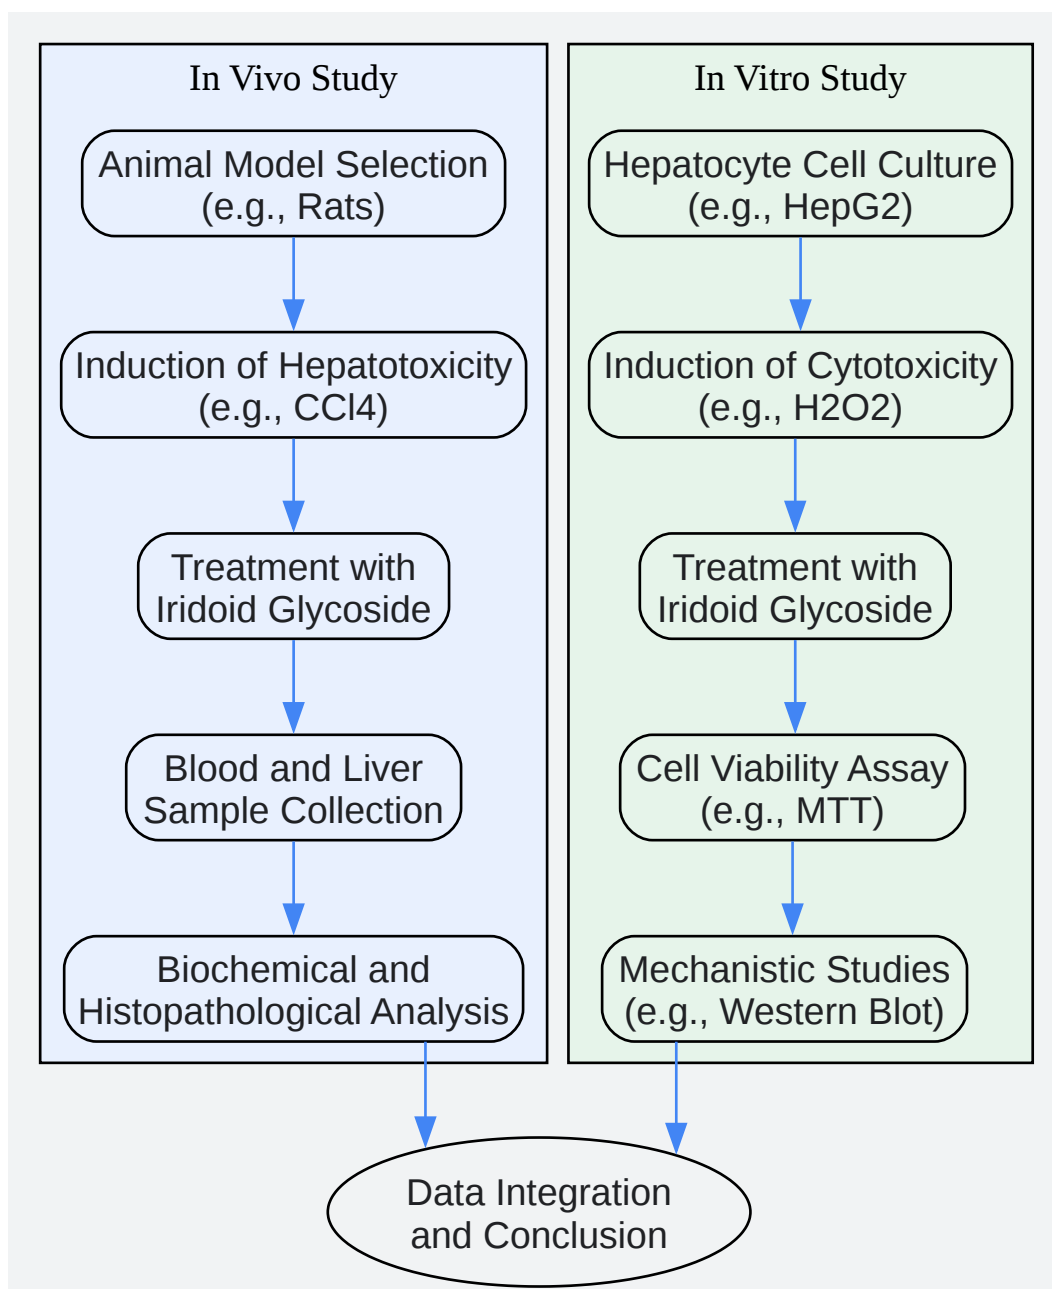 In Vivo Study
Animal Model Selection
(e.g., Rats)
Induction of Hepatotoxicity
(e.g., CCl4)
Treatment with
Iridoid Glycoside
Blood and Liver
Sample Collection
Biochemical and
Histopathological Analysis
In Vitro Study
Hepatocyte Cell Culture
(e.g., HepG2)
Induction of Cytotoxicity
(e.g., H2O2)
Treatment with
Iridoid Glycoside
Cell Viability Assay
(e.g., MTT)
Mechanistic Studies
(e.g., Western Blot)
Data Integration
and Conclusion